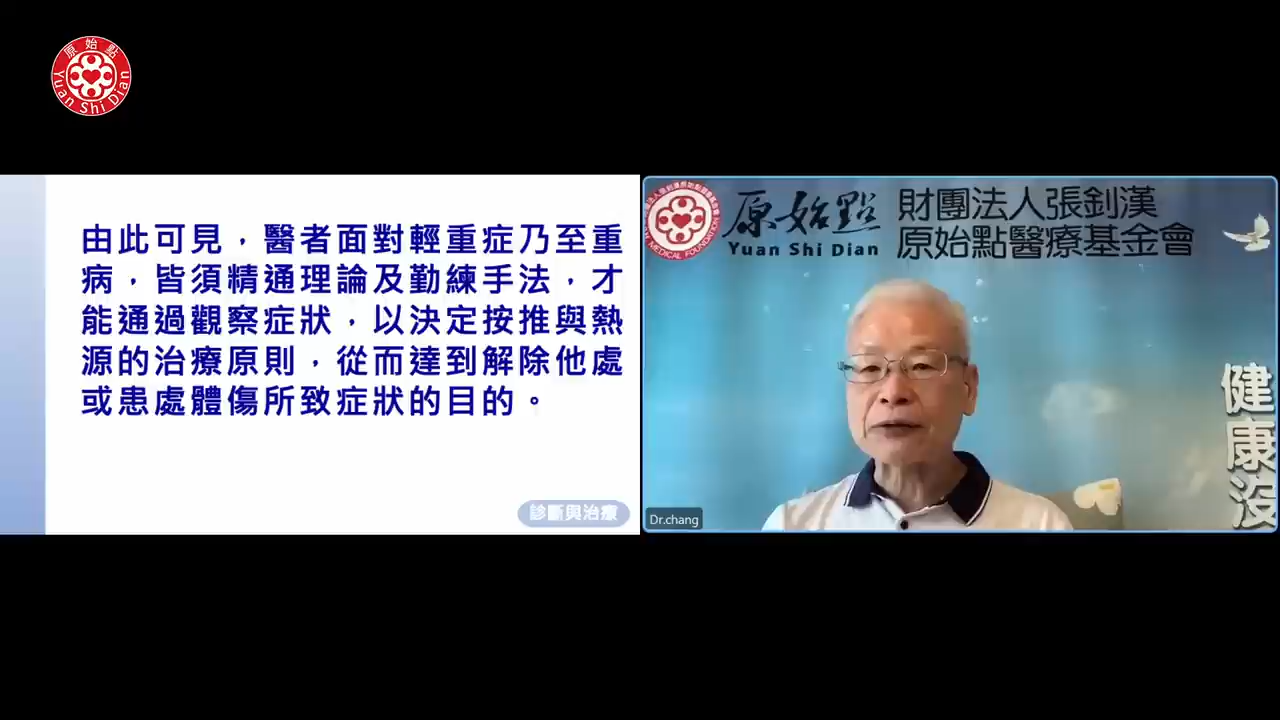 原始點
Yuan Shi Dian
由此可見，醫者面對輕重症乃至重
病，皆須精通理論及勤練手法，才
能通過觀察症狀，以決定按推與熱
源的治療原則，從而達到解除他處
或患處體傷所致症狀的目的。
診斷與治療
原始點
Yuan Shi Dian
財團法人張釗漢
原始點醫療基金會
健康沒
Dr.chang